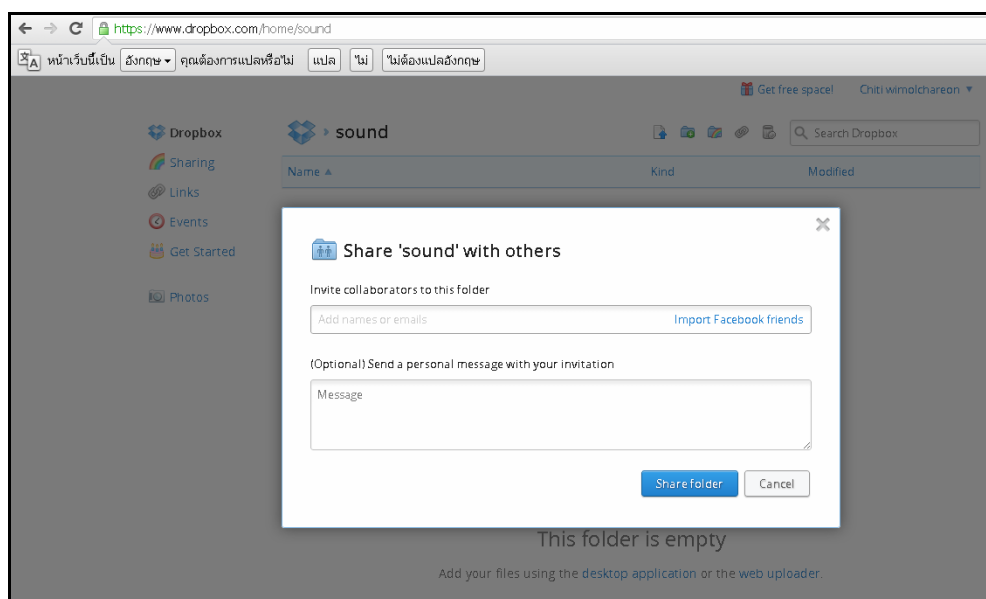 https://www.dropbox.com/home/sound
หน้าเว็บนี้เป็น อังกฤษ คุณต้องการแปลหรือไม่ แปล ไม่ ไม่ต้องแปลอังกฤษ
Get free space! Chiti wimolchareon
Dropbox
sound
Search Dropbox
Sharing
Links
Events
Get Started
Photos
Name Kind Modified
Share 'sound' with others
Invite collaborators to this folder
Add names or emails Import Facebook friends
(Optional) Send a personal message with your invitation
Message
Share folder Cancel
This folder is empty
Add your files using the desktop application or the web uploader.